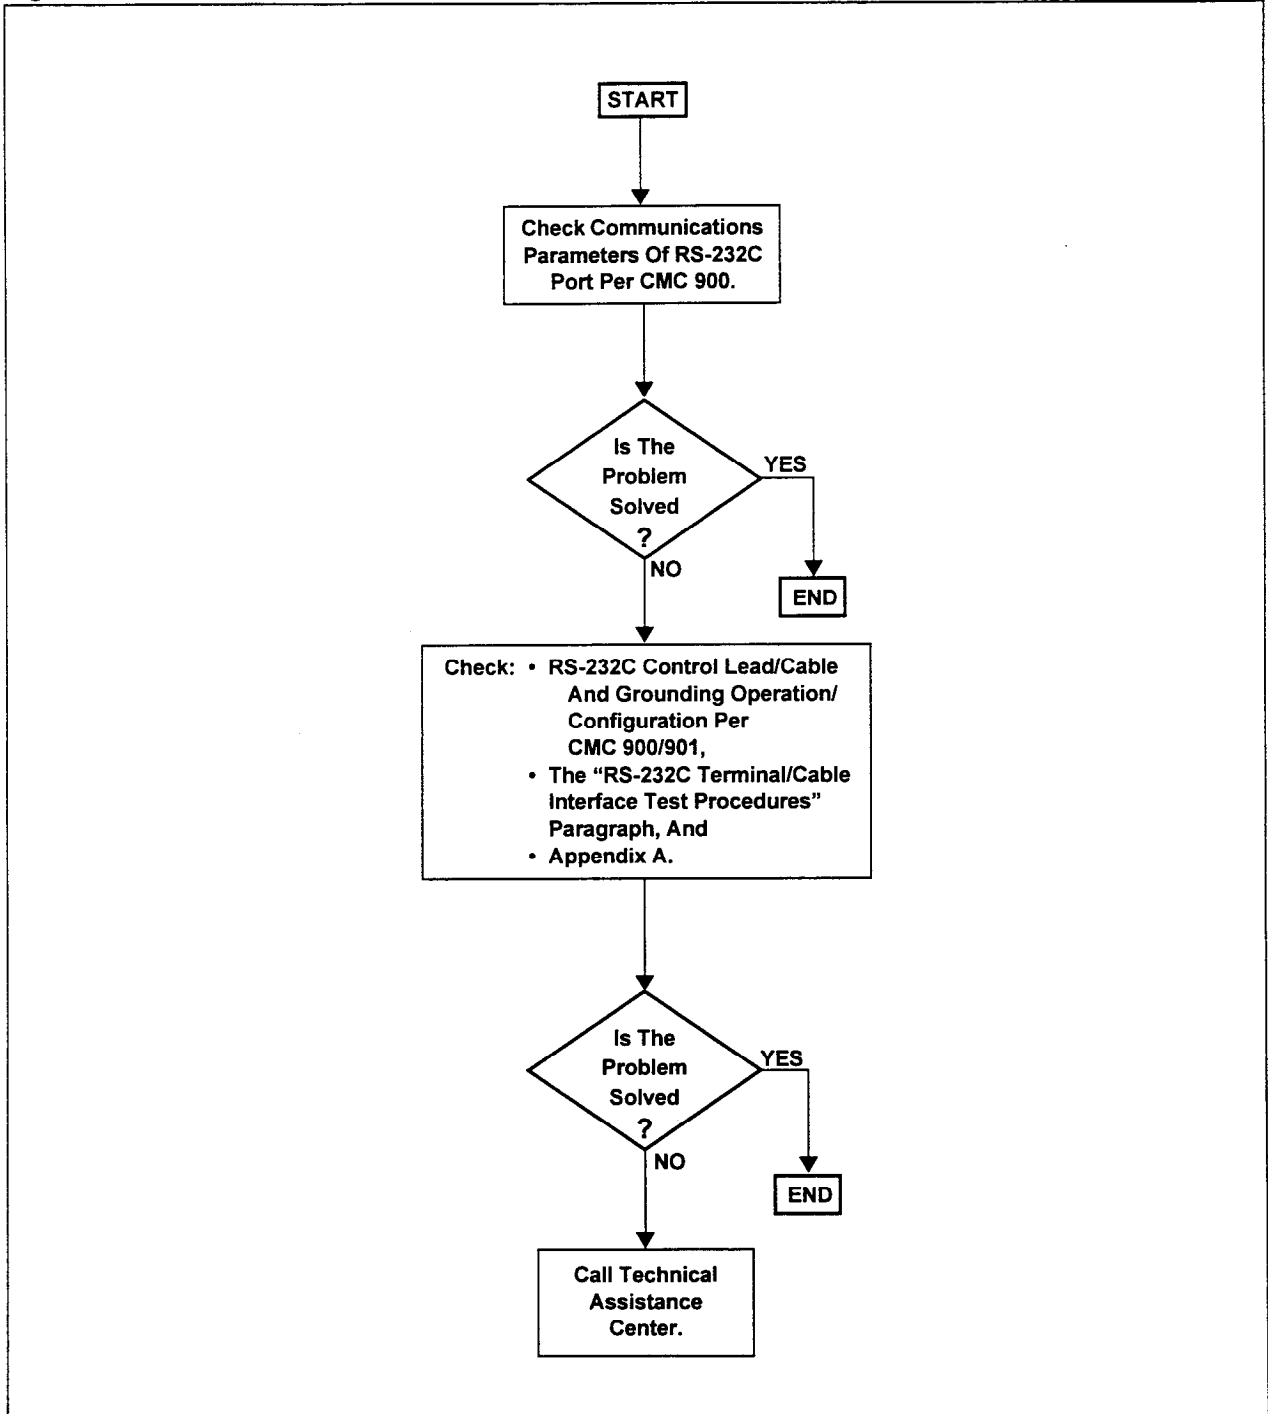 START
Check Communications
Parameters Of RS-232C
Port Per CMC 900.
Is The
Problem
Solved
?
YES
NO
END
Check: • RS-232C Control Lead/Cable
And Grounding Operation/
Configuration Per
CMC 900/901,
• The “RS-232C Terminal/Cable
Interface Test Procedures”
Paragraph, And
• Appendix A.
Is The
Problem
Solved
?
YES
NO
END
Call Technical
Assistance
Center.